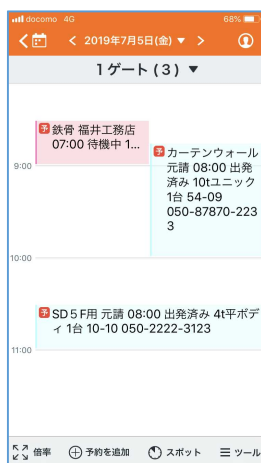 docomo 4G 68%
< 2019年7月5日(金) ▼ >
1ゲート ( 3 ) ▼
予 鉄骨 福井工務店
07:00 待機中 1...
予 カーテンウォール
元請 08:00 出発
済み 10tユニック
1台 54-09
050-87870-223
3
9:00
10:00
予 SD５F用 元請 08:00 出発済み 4t平ボデ
ィ 1台 10-10 050-2222-3123
11:00
倍率 予約を追加 スポット ツール